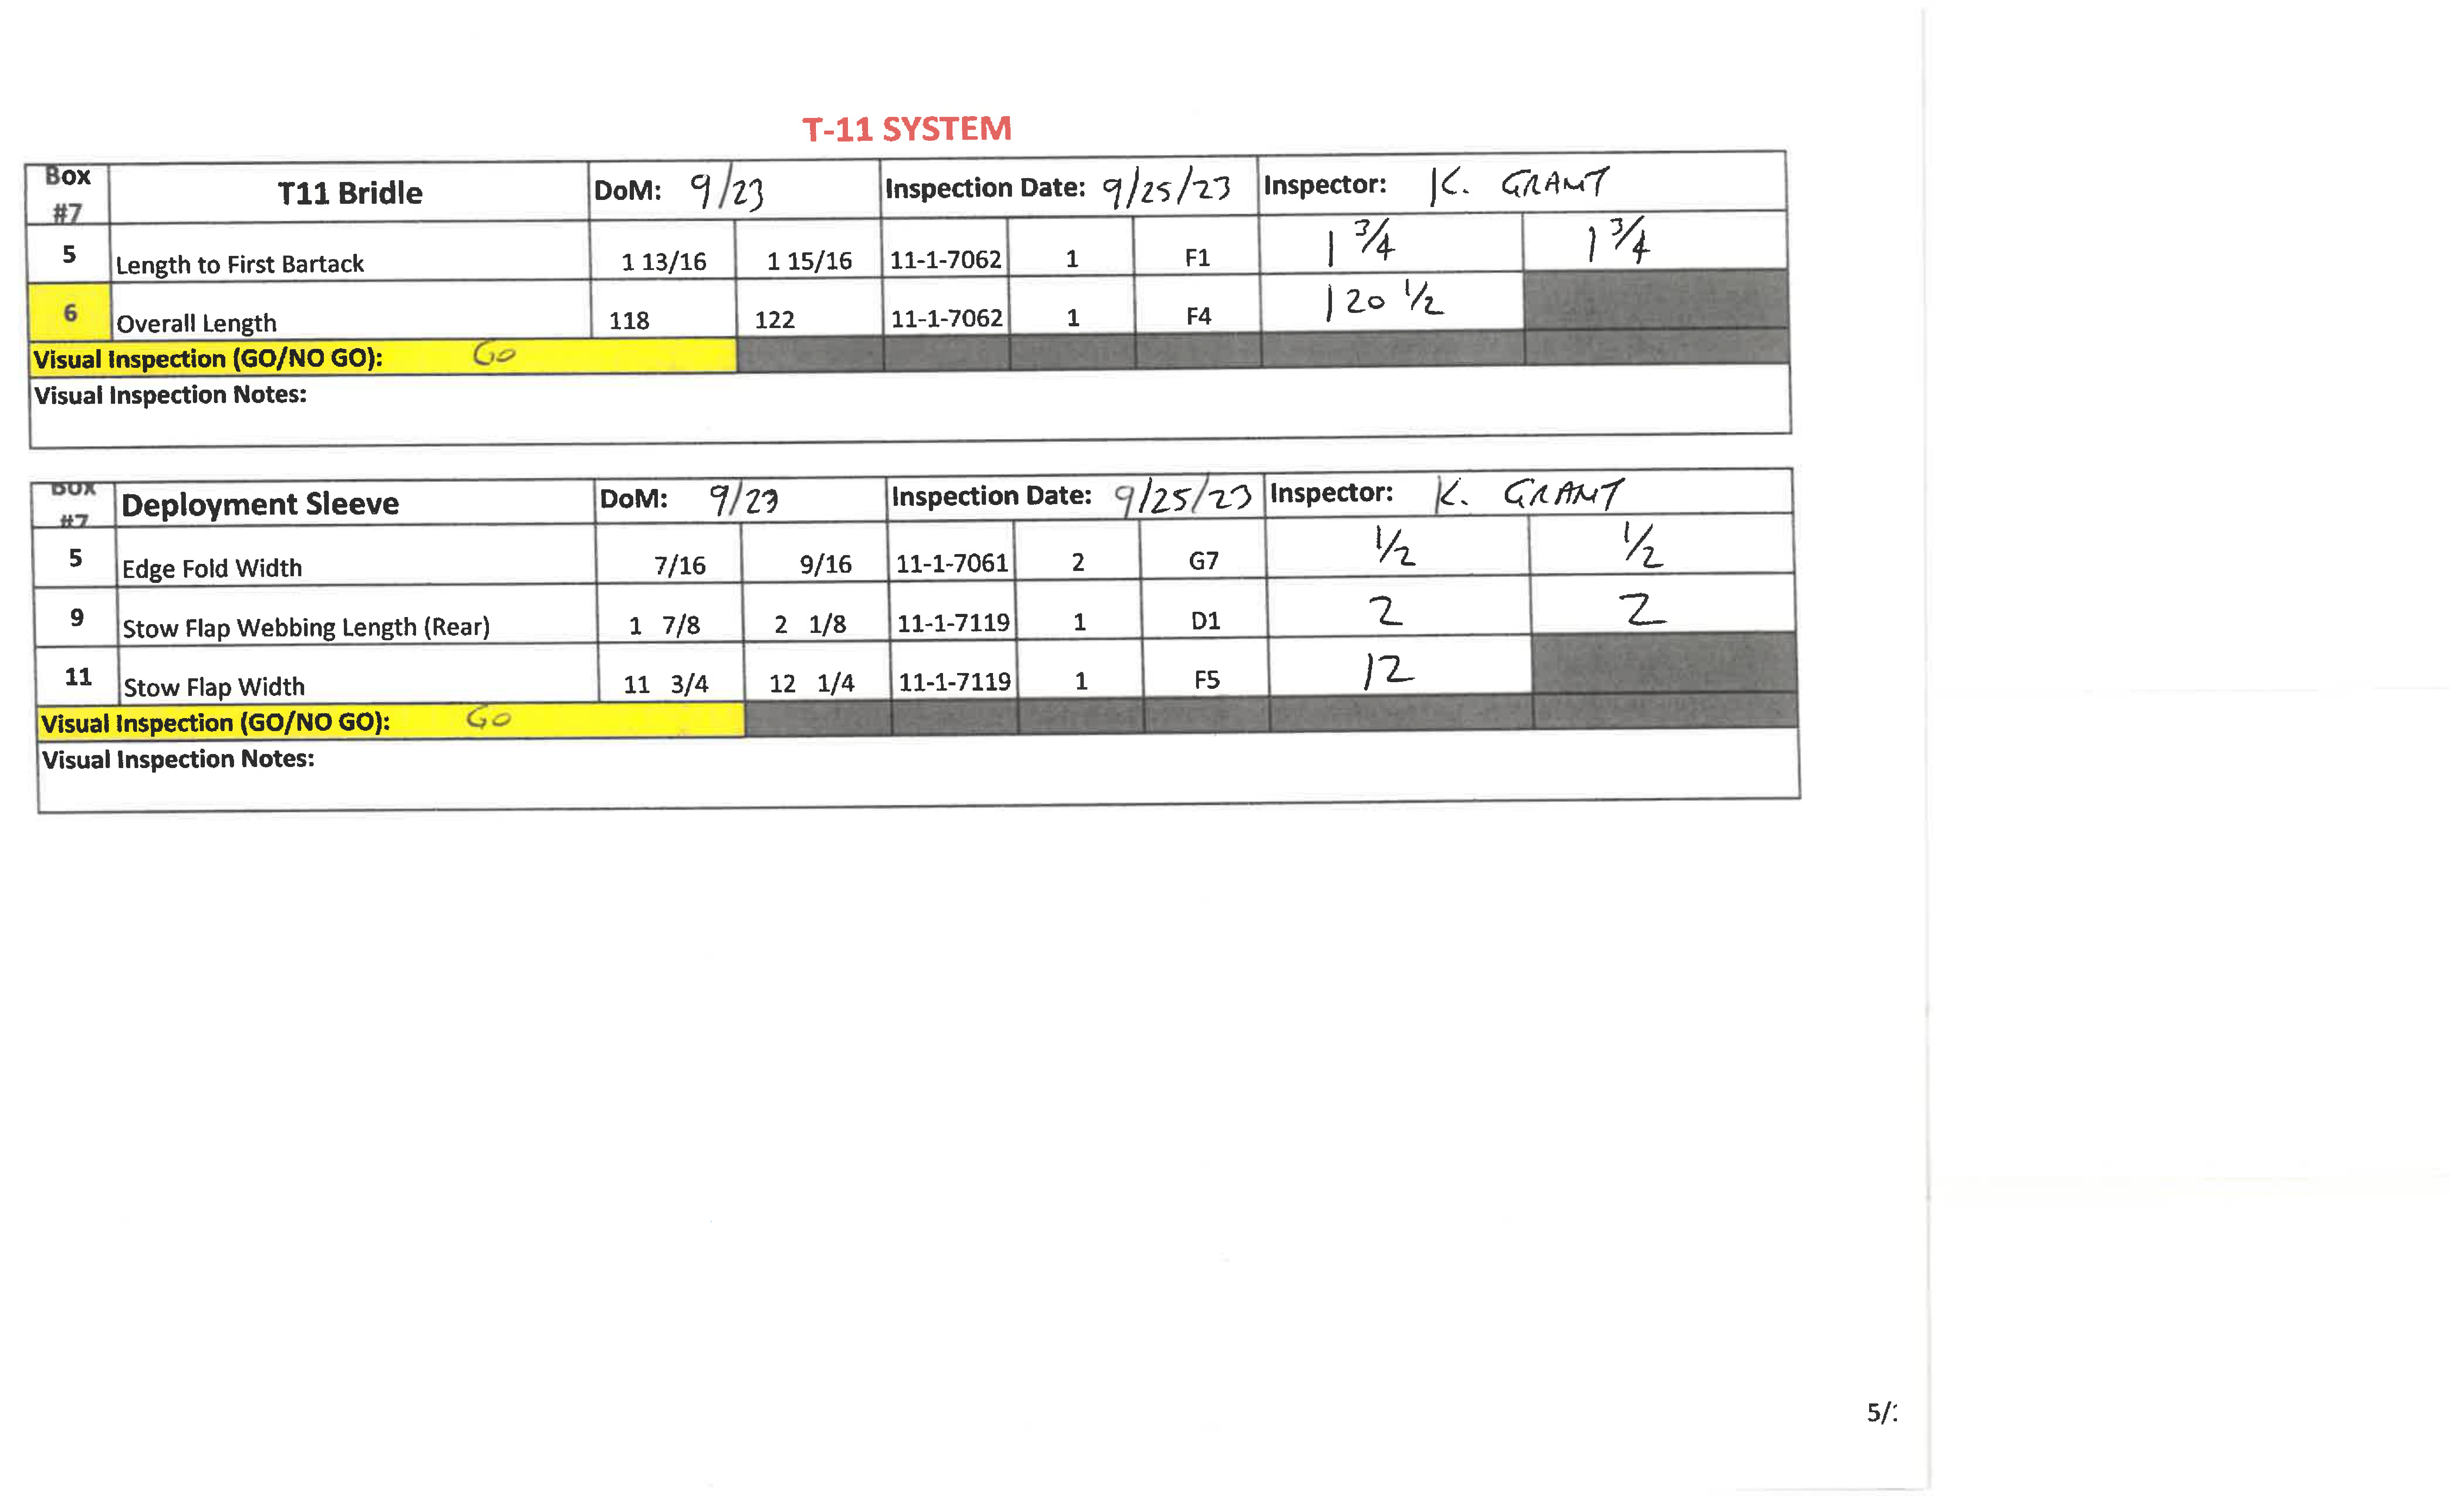 T-11 SYSTEM
Box #7 T11 Bridle DoM: 9/23 Inspection Date: 9/25/23 Inspector: K. GRANT
5 Length to First Bartack 1 13/16 1 15/16 11-1-7062 1 F1 1 3/4 1 3/4
6 Overall Length 118 122 11-1-7062 1 F4 120 1/2
Visual Inspection (GO/NO GO): GO
Visual Inspection Notes:
Box #7 Deployment Sleeve DoM: 9/23 Inspection Date: 9/25/23 Inspector: K. GRANT
5 Edge Fold Width 7/16 9/16 11-1-7061 2 G7 1/2 1/2
9 Stow Flap Webbing Length (Rear) 1 7/8 2 1/8 11-1-7119 1 D1 2 2
11 Stow Flap Width 11 3/4 12 1/4 11-1-7119 1 F5 12
Visual Inspection (GO/NO GO): GO
Visual Inspection Notes:
5/